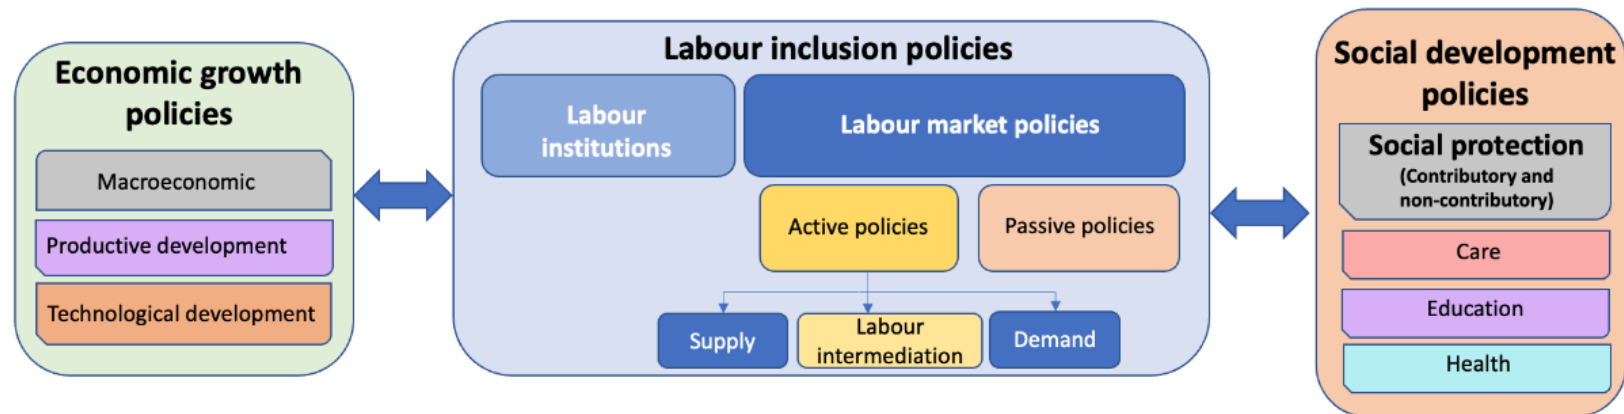 Economic growth
policies
Macroeconomic
Productive development
Technological development
Labour inclusion policies
Labour
institutions
Labour market policies
Active policies
Passive policies
Supply
Labour
intermediation
Demand
Social development
policies
Social protection
(Contributory and
non-contributory)
Care
Education
Health